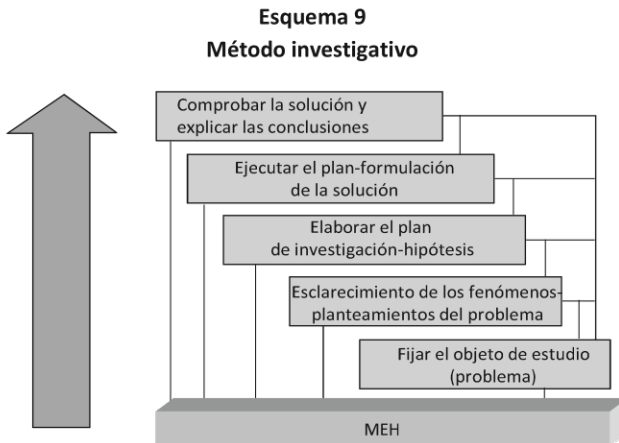 Esquema 9
Método investigativo
Comprobar la solución y
explicar las conclusiones
Ejecutar el plan-formulación
de la solución
Elaborar el plan
de investigación-hipótesis
Esclarecimiento de los fenómenos-
planteamientos del problema
Fijar el objeto de estudio
(problema)
MEH